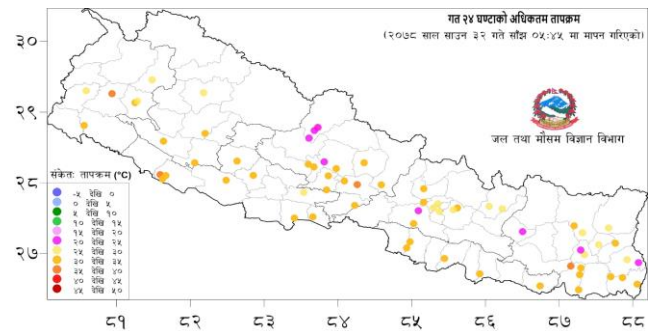 गत २४ घण्टाको अधिकतम तापक्रम
(२०७८ साल साउन ३२ गते साँझ ०५:४५ मा मापन गरिएको)
जल तथा मौसम विज्ञान विभाग
३०
२९
२८
२७
संकेतः तापक्रम (°C)
-५ देखि ०
० देखि ५
५ देखि १०
१० देखि १५
१५ देखि २०
२० देखि २५
२५ देखि ३०
३० देखि ३५
३५ देखि ४०
४० देखि ४५
४५ देखि ५०
८१ ८२ ८३ ८४ ८५ ८६ ८७ ८८